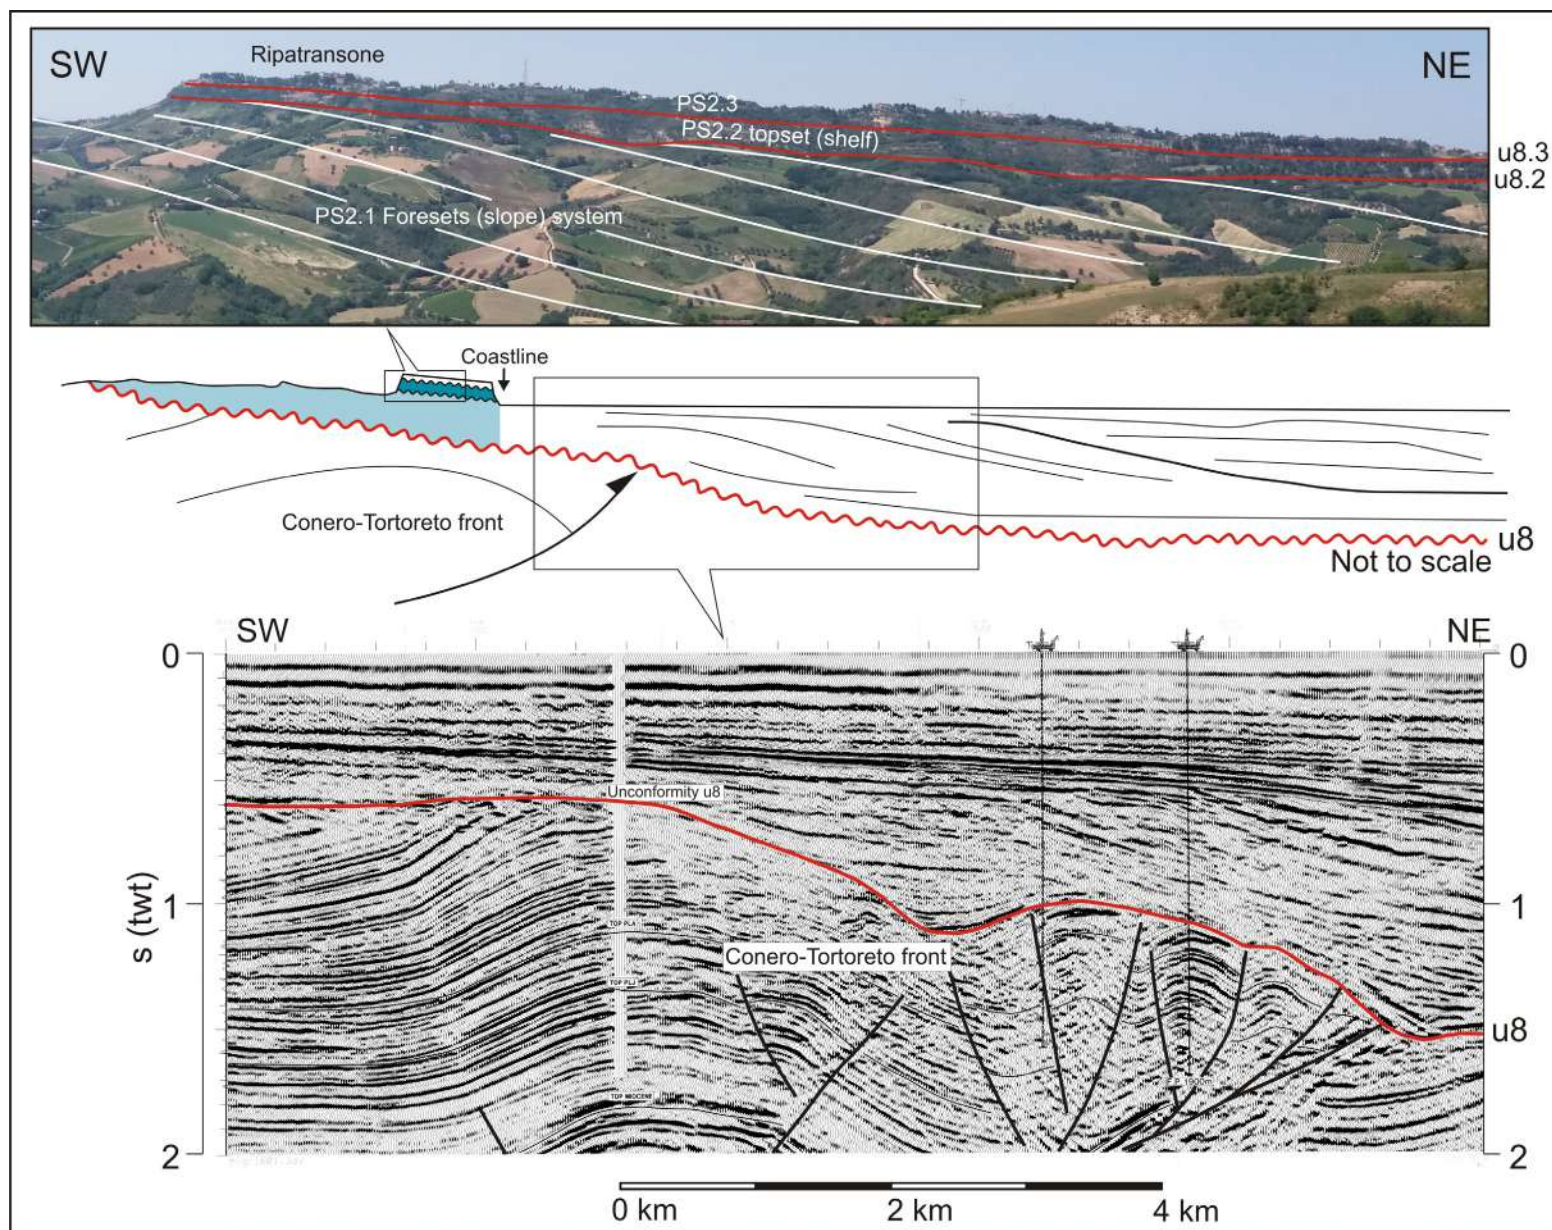 SW
Ripatransone
NE
PS2.3
PS2.2 topset (shelf)
u8.3
u8.2
PS2.1 Foresets (slope) system
Coastline
Conero-Tortoreto front
u8
Not to scale
SW
NE
0
0
Unconformity u8
s (twt)
1
1
Conero-Tortoreto front
u8
TOP MIOCENE
2
2
0 km
2 km
4 km